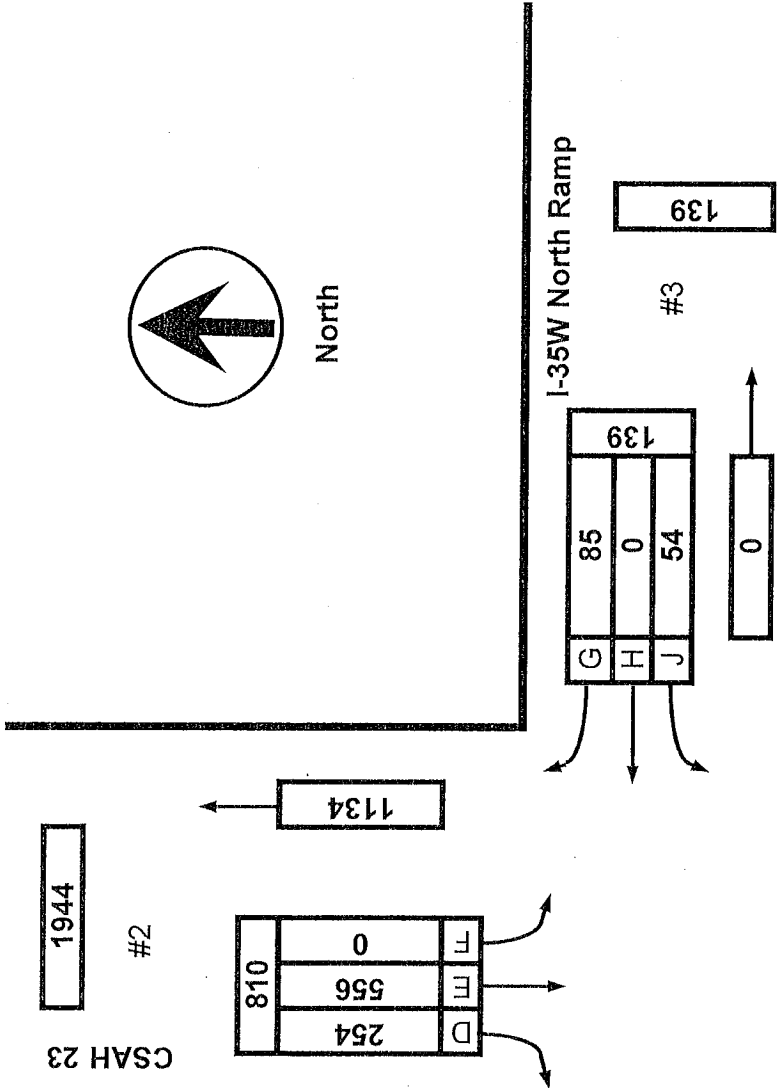 North
I-35W North Ramp
139
#3
139
G 85
H 0
J 54
0
1134
1944
#2
810
D 254
E 556
F 0
CSAH 23